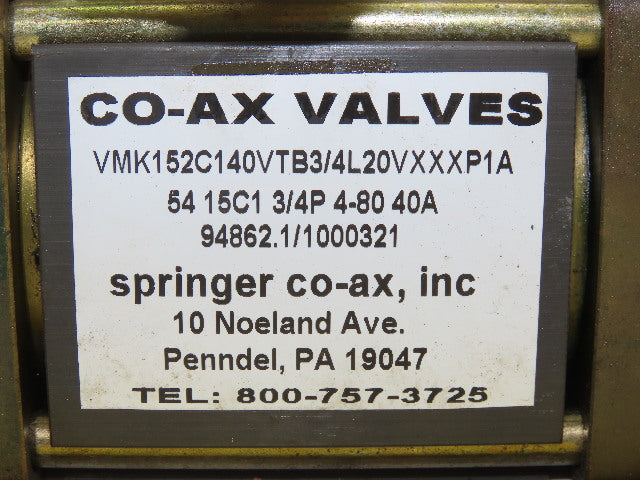 CO-AX VALVES
VMK152C140VTB3/4L20VXXXP1A
54 15C1 3/4P 4-80 40A
94862.1/1000321
springer co-ax, inc
10 Noeland Ave.
Penndel, PA 19047
TEL: 800-757-3725